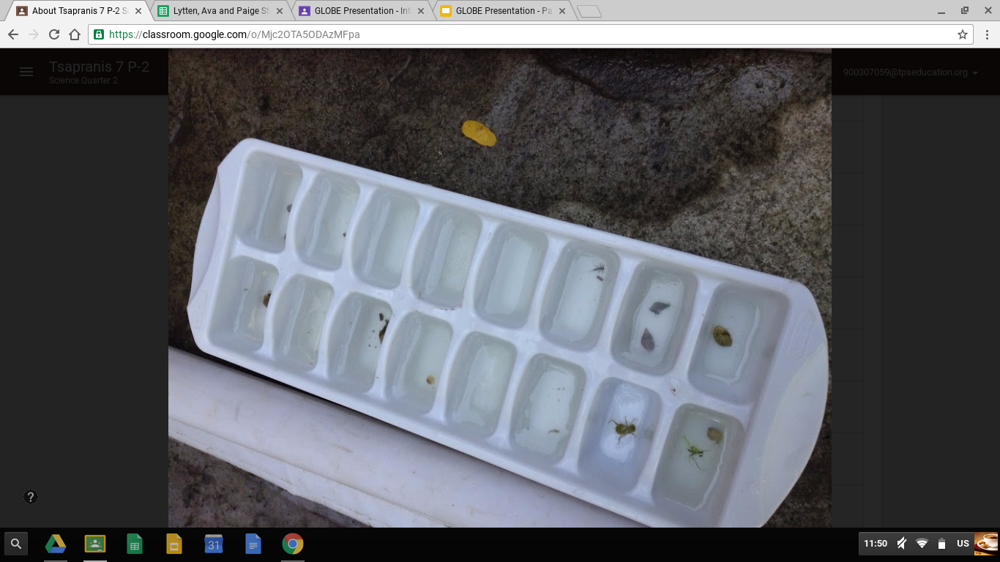 About Tsapranis 7 P-2 S
Lytten, Ava and Paige St
GLOBE Presentation - Int
GLOBE Presentation - Pa
https://classroom.google.com/o/Mjc2OTA5ODAzMFpa
Tsapranis 7 P-2
Science Quarter 2
900307059@tpseducation.org
?
31
11:50
US